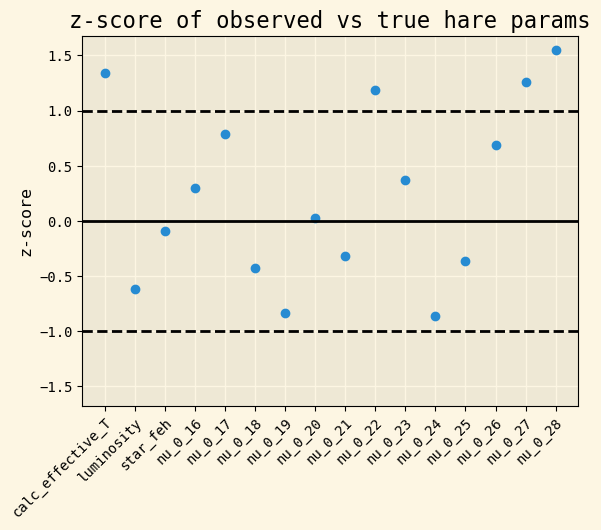 z-score of observed vs true hare params
z-score
1.5
1.0
0.5
0.0
−0.5
−1.0
−1.5
calc_effective_T
luminosity
star_feh
nu_0_16
nu_0_17
nu_0_18
nu_0_19
nu_0_20
nu_0_21
nu_0_22
nu_0_23
nu_0_24
nu_0_25
nu_0_26
nu_0_27
nu_0_28